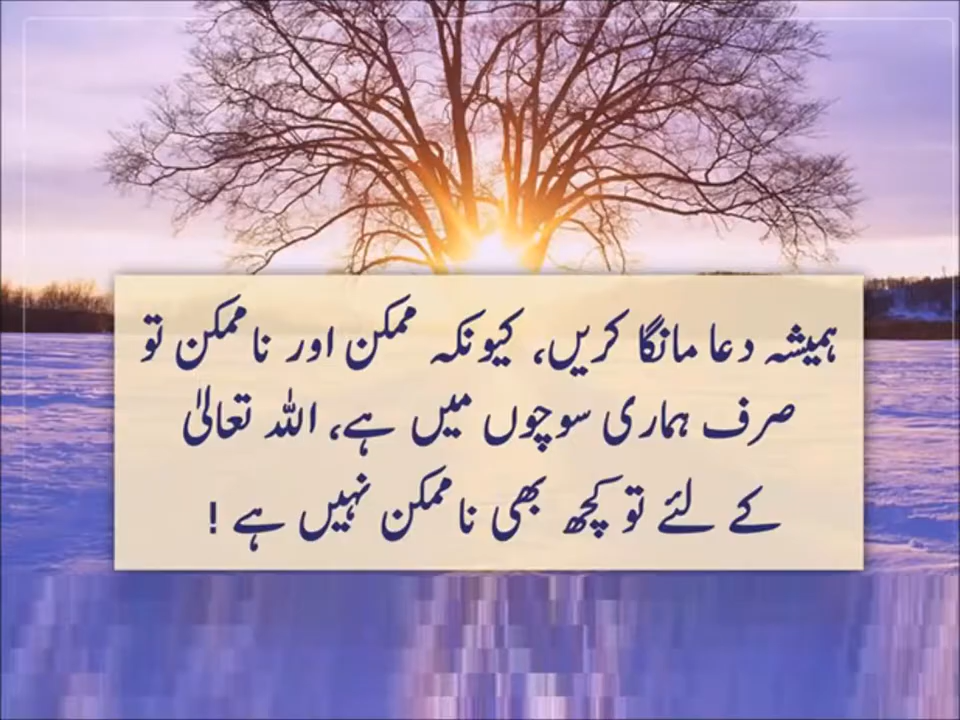 ہمیشہ دعا مانگا کریں، کیونکہ ممکن اور ناممکن تو
صرف ہماری سوچوں میں ہے، اللہ تعالیٰ
کے لئے تو کچھ بھی ناممکن نہیں ہے !